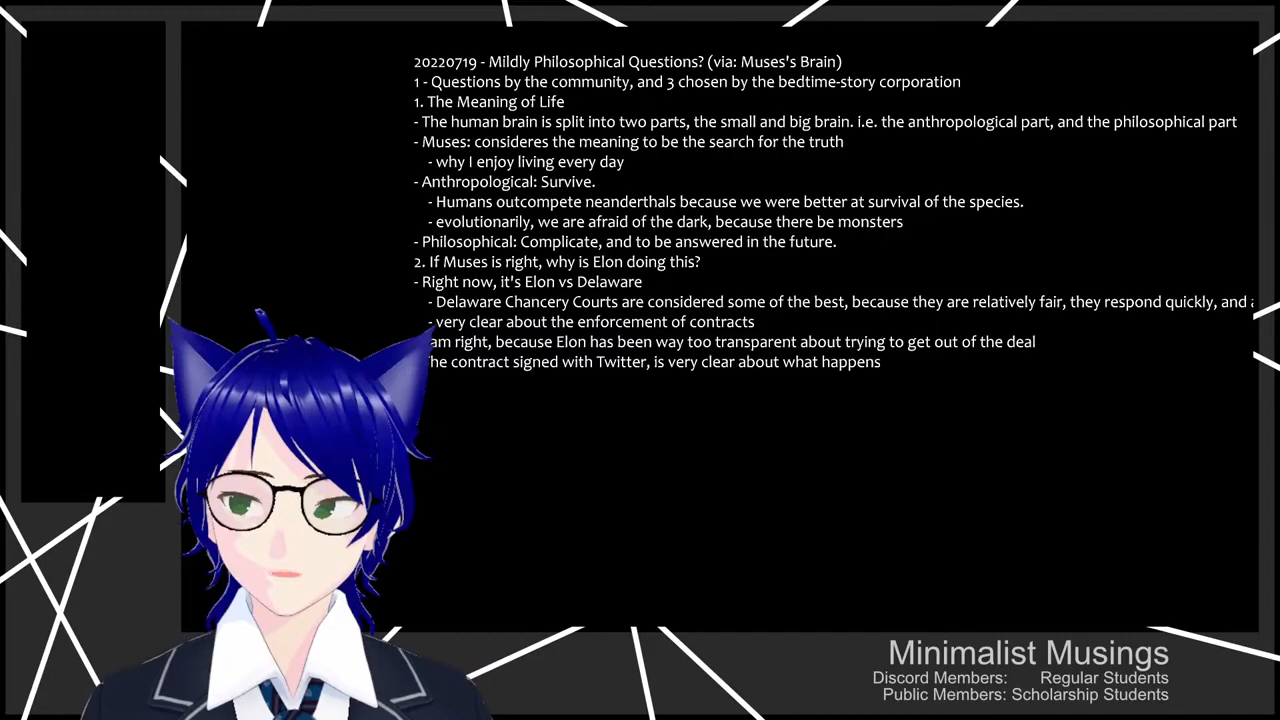 20220719 - Mildly Philosophical Questions? (via: Muses's Brain)
1 - Questions by the community, and 3 chosen by the bedtime-story corporation
1. The Meaning of Life
- The human brain is split into two parts, the small and big brain. i.e. the anthropological part, and the philosophical part
- Muses: consideres the meaning to be the search for the truth
- why I enjoy living every day
- Anthropological: Survive.
- Humans outcompete neanderthals because we were better at survival of the species.
- evolutionarily, we are afraid of the dark, because there be monsters
- Philosophical: Complicate, and to be answered in the future.
2. If Muses is right, why is Elon doing this?
- Right now, it's Elon vs Delaware
- Delaware Chancery Courts are considered some of the best, because they are relatively fair, they respond quickly, and
- very clear about the enforcement of contracts
am right, because Elon has been way too transparent about trying to get out of the deal
contract signed with Twitter, is very clear about what happens
Minimalist Musings
Discord Members: Regular Students
Public Members: Scholarship Students